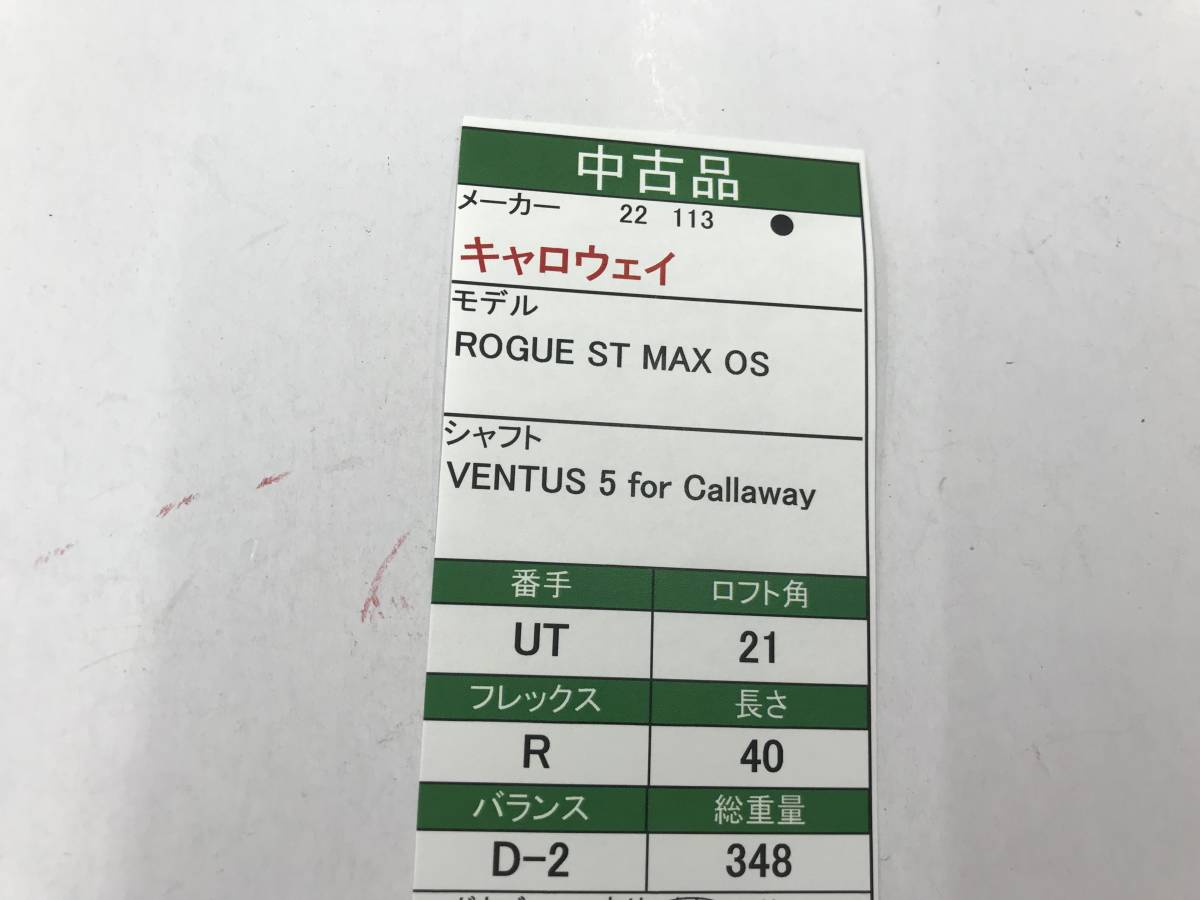 中古品
メーカー 22 113 ●
キャロウェイ
モデル
ROGUE ST MAX OS
シャフト
VENTUS 5 for Callaway
番手 ロフト角
UT 21
フレックス 長さ
R 40
バランス 総重量
D-2 348